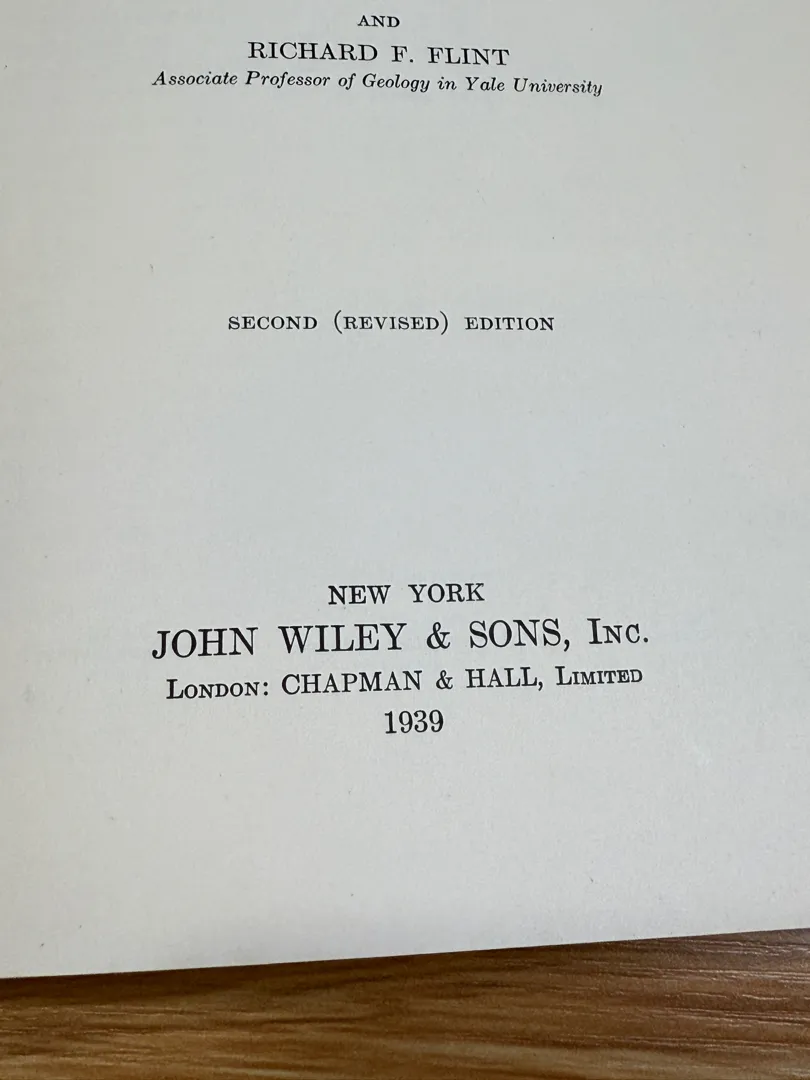 AND
RICHARD F. FLINT
Associate Professor of Geology in Yale University
SECOND (REVISED) EDITION
NEW YORK
JOHN WILEY & SONS, INC.
LONDON: CHAPMAN & HALL, LIMITED
1939